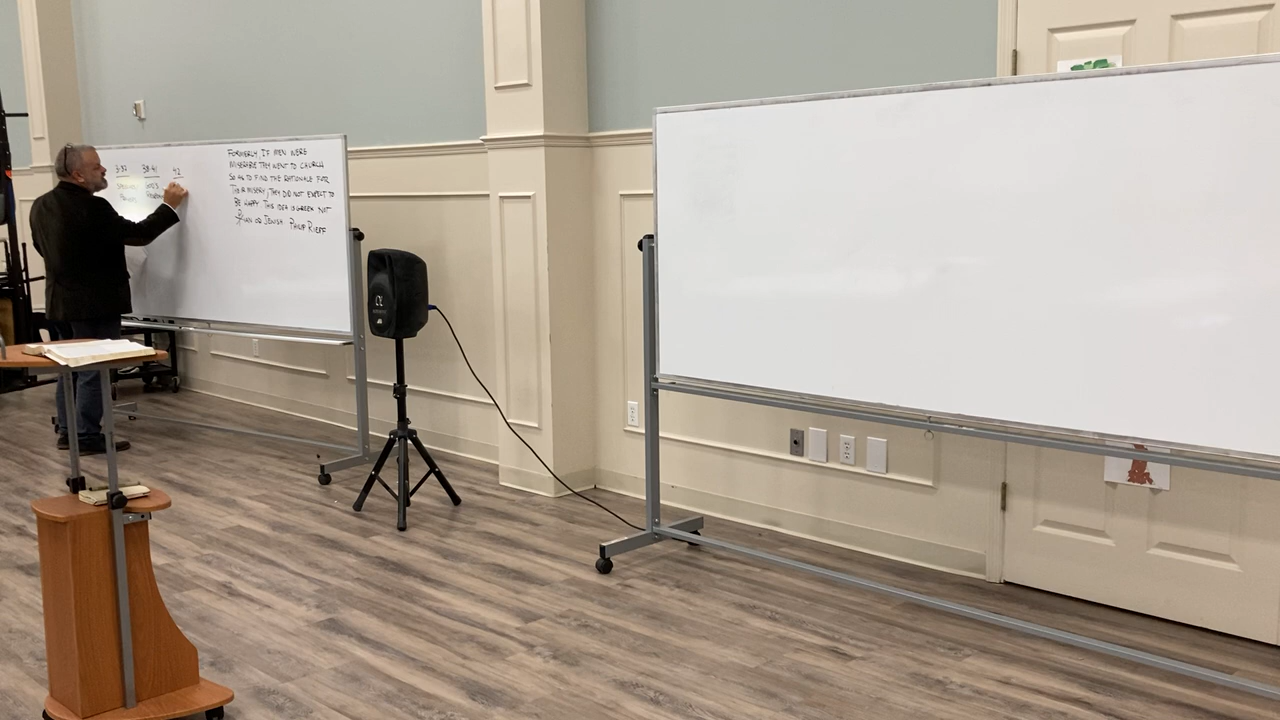 3-37 38-41 42
FORMERLY, IF MEN WERE
MISERABLE THEY WENT TO CHURCH
SO AS TO FIND THE RATIONALE FOR
THEIR MISERY; THEY DID NOT EXPECT TO
BE HAPPY THIS IDEA IS GREEK NOT
OR JEWISH PHILIP RIEFF